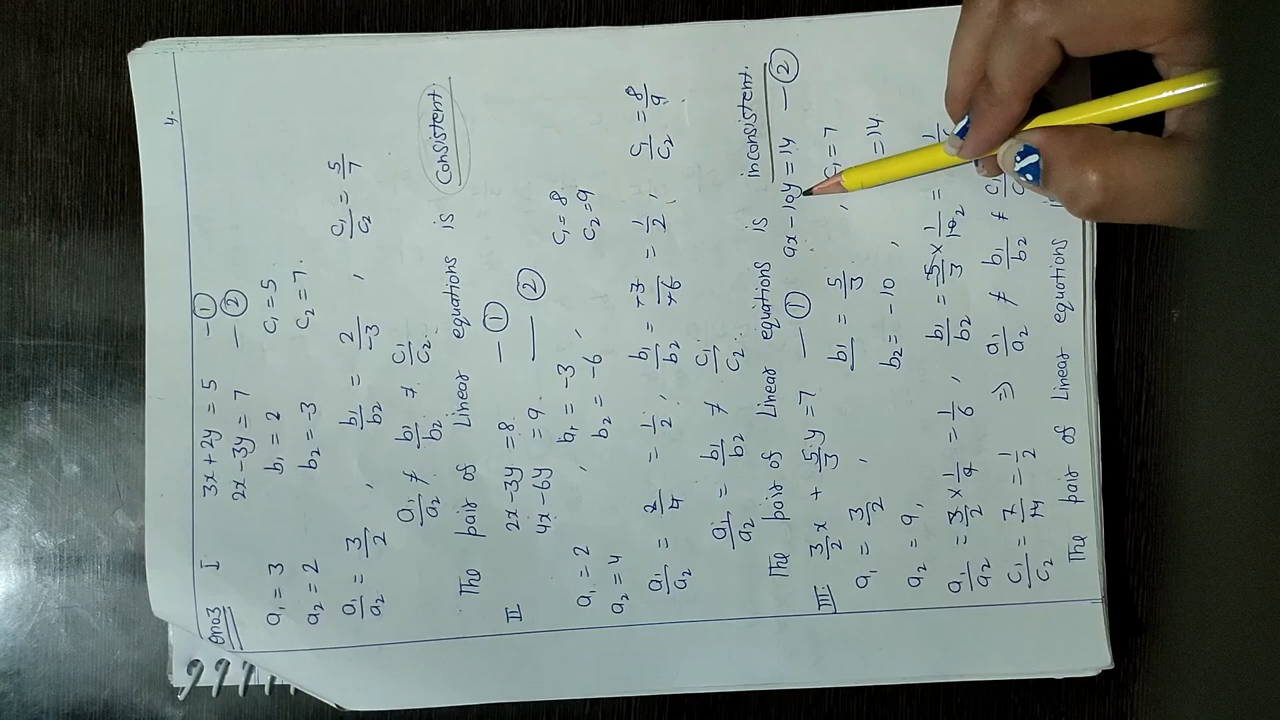 4.
Ans3 I 3x + 2y = 5 — ①
2x - 3y = 7 — ②
a₁ = 3 b₁ = 2 c₁ = 5
a₂ = 2 b₂ = -3 c₂ = 7.
a₁/a₂ = 3/2 , b₁/b₂ = 2/-3 , c₁/c₂ = 5/7
a₁/a₂ ≠ b₁/b₂ ≠ c₁/c₂.
The pair of Linear equations is Consistent.
II 2x - 3y = 8 — ①
4x - 6y = 9. — ②
a₁ = 2 , b₁ = -3 c₁ = 8
a₂ = 4 b₂ = -6 , c₂ = 9
a₁/a₂ = 2/4 = 1/2 , b₁/b₂ = +3/+6 = 1/2 , c₁/c₂ = 8/9
a₁/a₂ = b₁/b₂ ≠ c₁/c₂.
The pair of Linear equations is inconsistent.
III 3/2 x + 5/3 y = 7 — ① 9x - 10y = 14 — ②
a₁ = 3/2 , b₁ = 5/3 , c₁ = 7
a₂ = 9, b₂ = -10 , = 14
a₁/a₂ = 3/2 × 1/9 = 1/6 , b₁/b₂ = 5/3 × 1/10₂ =
c₁/c₂ = 7/14 = 1/2 ⇒ a₁/a₂ ≠ b₁/b₂ ≠ c₁/c
The pair of Linear equations